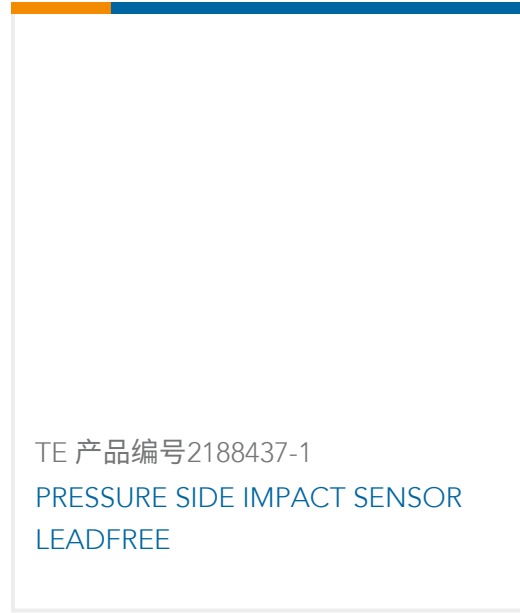 TE 产品编号2188437-1
PRESSURE SIDE IMPACT SENSOR
LEADFREE